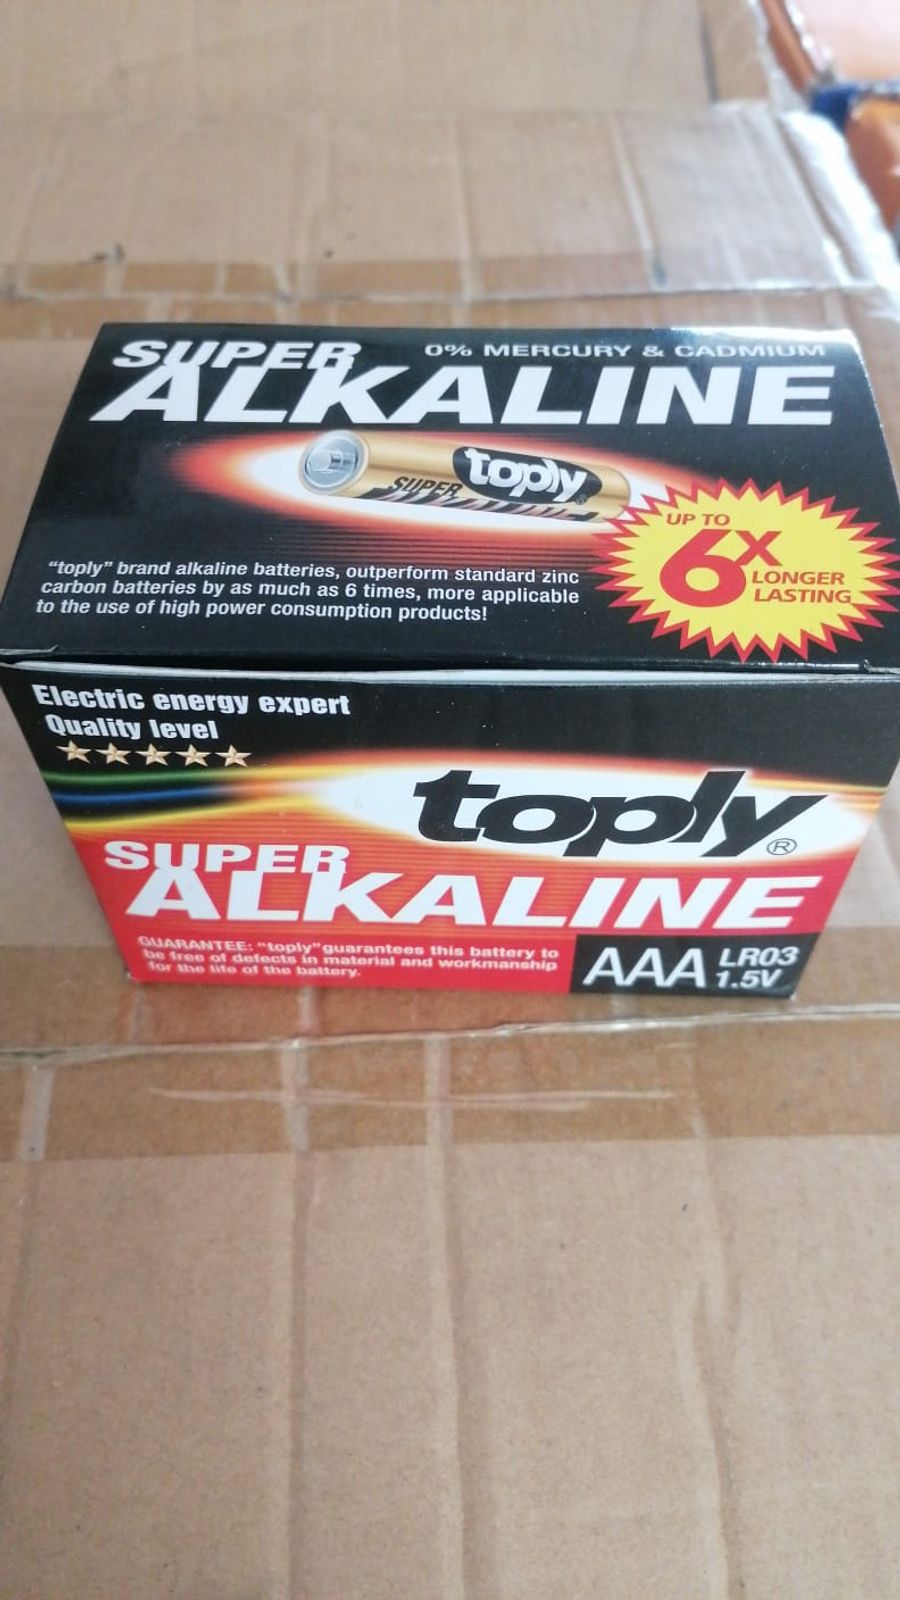 SUPER
0% MERCURY & CADMIUM
ALKALINE
toply
SUPER
UP TO
6X
LONGER
LASTING
"toply" brand alkaline batteries, outperform standard zinc
carbon batteries by as much as 6 times, more applicable
to the use of high power consumption products!
Electric energy expert
Quality level
toply®
SUPER
ALKALINE
GUARANTEE: "toply" guarantees this battery to
be free of defects in material and workmanship
for the life of the battery.
AAA
LR03
1.5V